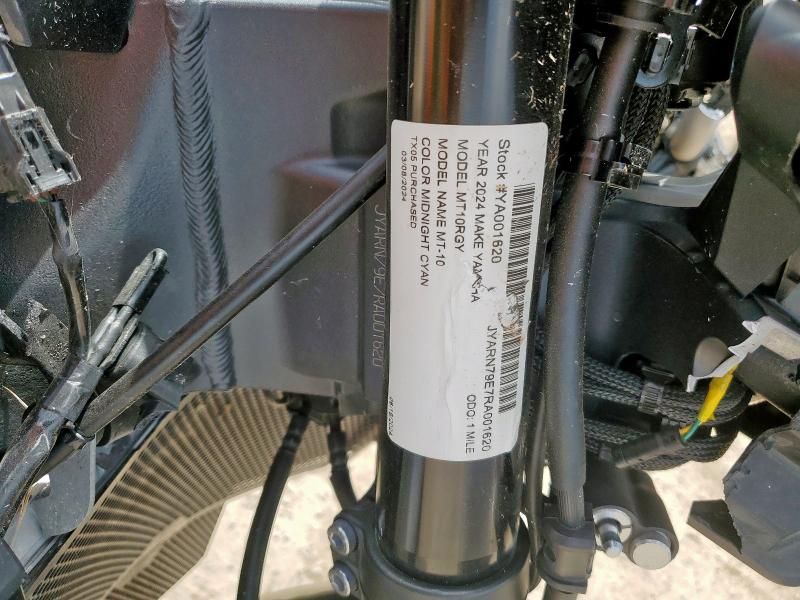 Stock #YA001620
YEAR 2024 MAKE YAMAHA
JYARN79E7RA001620
MODEL MT10RGY
ODO: 1 MILE
MODEL NAME MT-10
COLOR MIDNIGHT CYAN
TX05 PURCHASED
03/08/2024
JYARN79E7RA001620